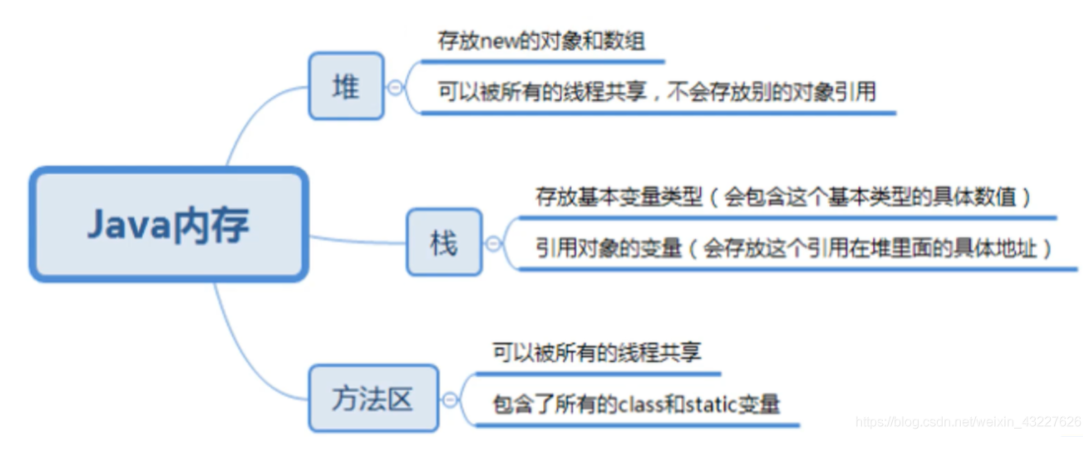 存放new的对象和数组
堆
可以被所有的线程共享，不会存放别的对象引用
存放基本变量类型（会包含这个基本类型的具体数值）
Java内存
栈
引用对象的变量（会存放这个引用在堆里面的具体地址）
可以被所有的线程共享
方法区
包含了所有的class和static变量
https://blog.csdn.net/weixin_43227626